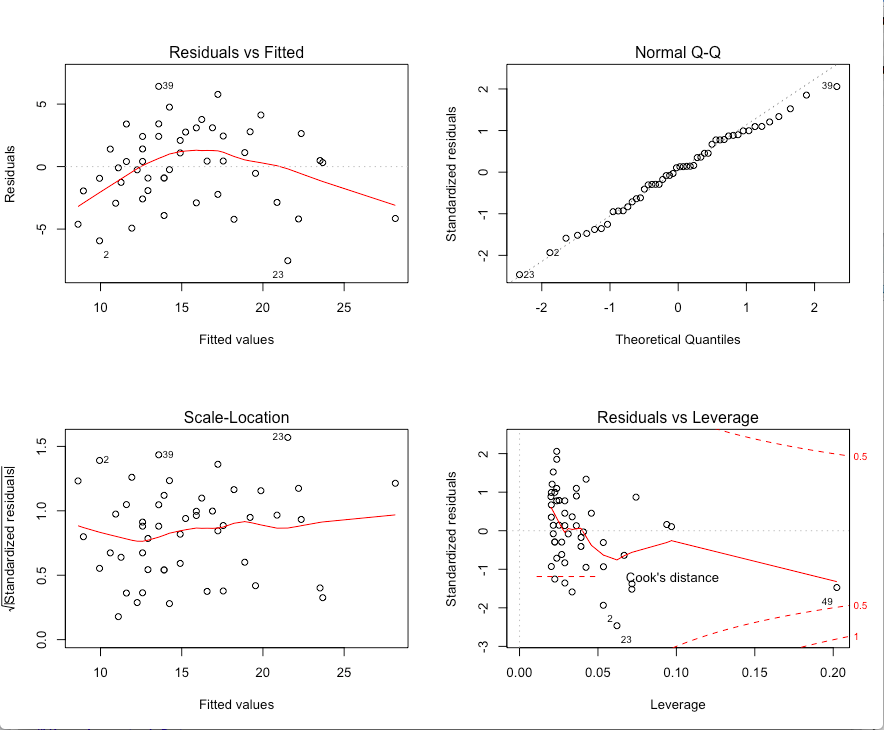 Residuals vs Fitted
Residuals
5
0
-5
39
2
23
10 15 20 25
Fitted values
Normal Q-Q
Standardized residuals
2
1
0
-1
-2
39
2
23
-2 -1 0 1 2
Theoretical Quantiles
Scale-Location
√|Standardized residuals|
1.5
1.0
0.5
0.0
2
39
23
10 15 20 25
Fitted values
Residuals vs Leverage
Standardized residuals
2
1
0
-1
-2
-3
0.5
Cook's distance
49
0.5
2
23
1
0.00 0.05 0.10 0.15 0.20
Leverage